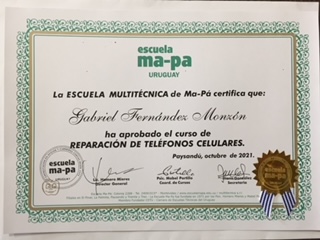 escuela
ma-pa
URUGUAY
La ESCUELA MULTITÉCNICA de Ma-Pá certifica que:
Gabriel Fernández Monzón
ha aprobado el curso de
REPARACIÓN DE TELÉFONOS CELULARES.
Paysandú, octubre de 2021.
escuela
ma-pa
Director General
Coord. de Cursos
Secretaria